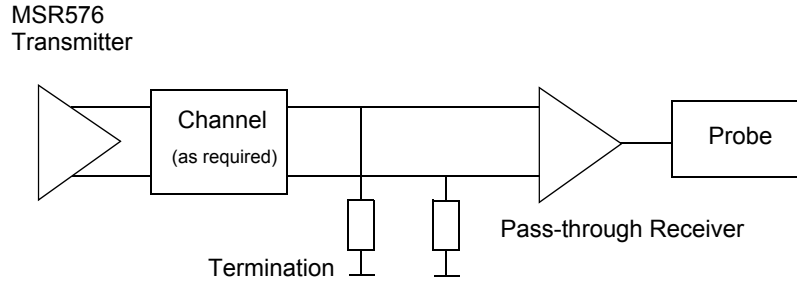 MSR576
Transmitter
Channel
(as required)
Probe
Pass-through Receiver
Termination